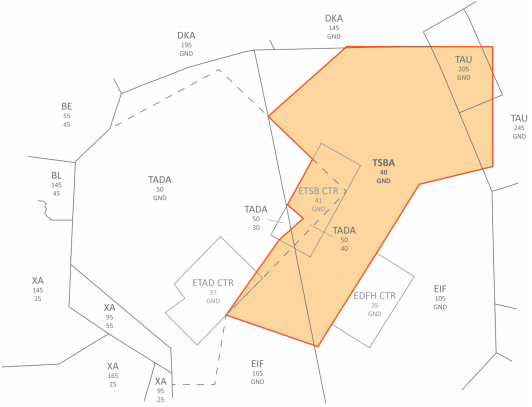 DKA
195
GND
DKA
145
GND
TAU
205
GND
BE
55
45
TAU
245
GND
BL
145
45
TADA
50
GND
TSBA
40
GND
ETSB CTR
41
GND
TADA
50
30
TADA
50
40
XA
145
25
ETAD CTR
37
GND
EDFH CTR
35
GND
EIF
105
GND
XA
95
55
XA
165
25
XA
95
25
EIF
165
GND